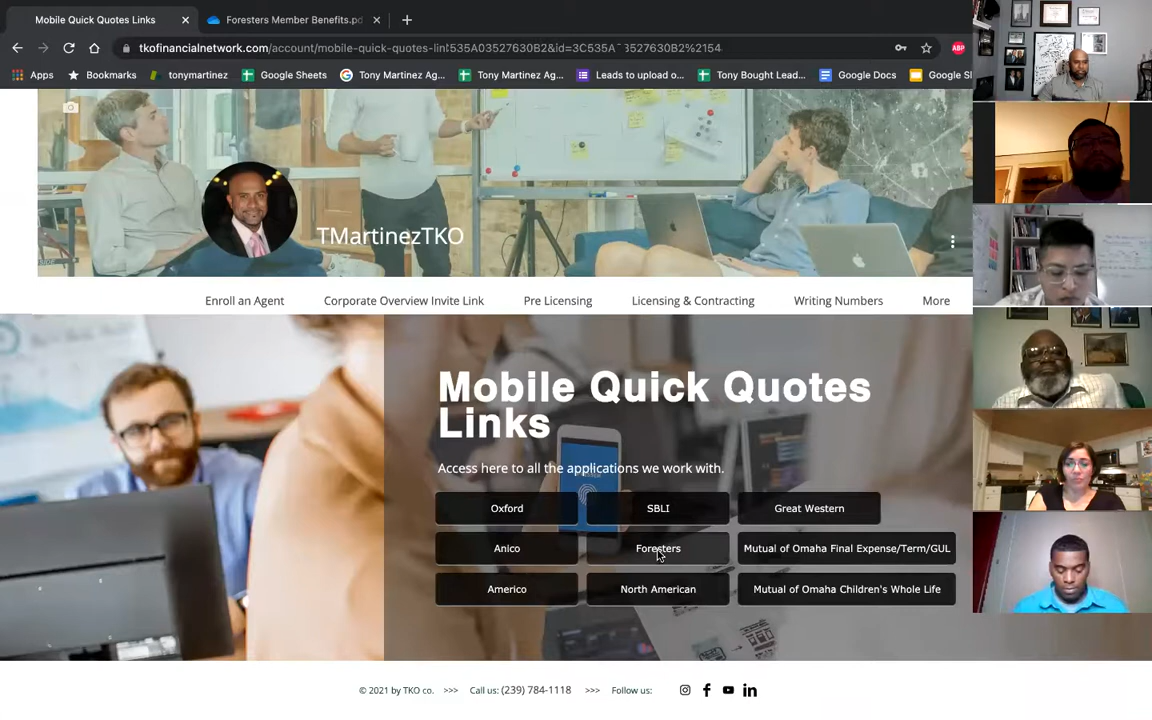 Mobile Quick Quotes Links
Foresters Member Benefits.pd
tkofinancialnetwork.com/account/mobile-quick-quotes-lin
Apps
Bookmarks
tonymartinez
Google Sheets
Tony Martinez Ag...
Tony Martinez Ag...
Leads to upload o...
Tony Bought Lead...
Google Docs
Google Sl
ABP
TMartinezTKO
Enroll an Agent
Corporate Overview Invite Link
Pre Licensing
Licensing & Contracting
Writing Numbers
More
Mobile Quick Quotes
Links
Access here to all the applications we work with.
Oxford
SBLI
Great Western
Anico
Foresters
Mutual of Omaha Final Expense/Term/GUL
Americo
North American
Mutual of Omaha Children's Whole Life
© 2021 by TKO co. >>> Call us: (239) 784-1118 >>> Follow us: